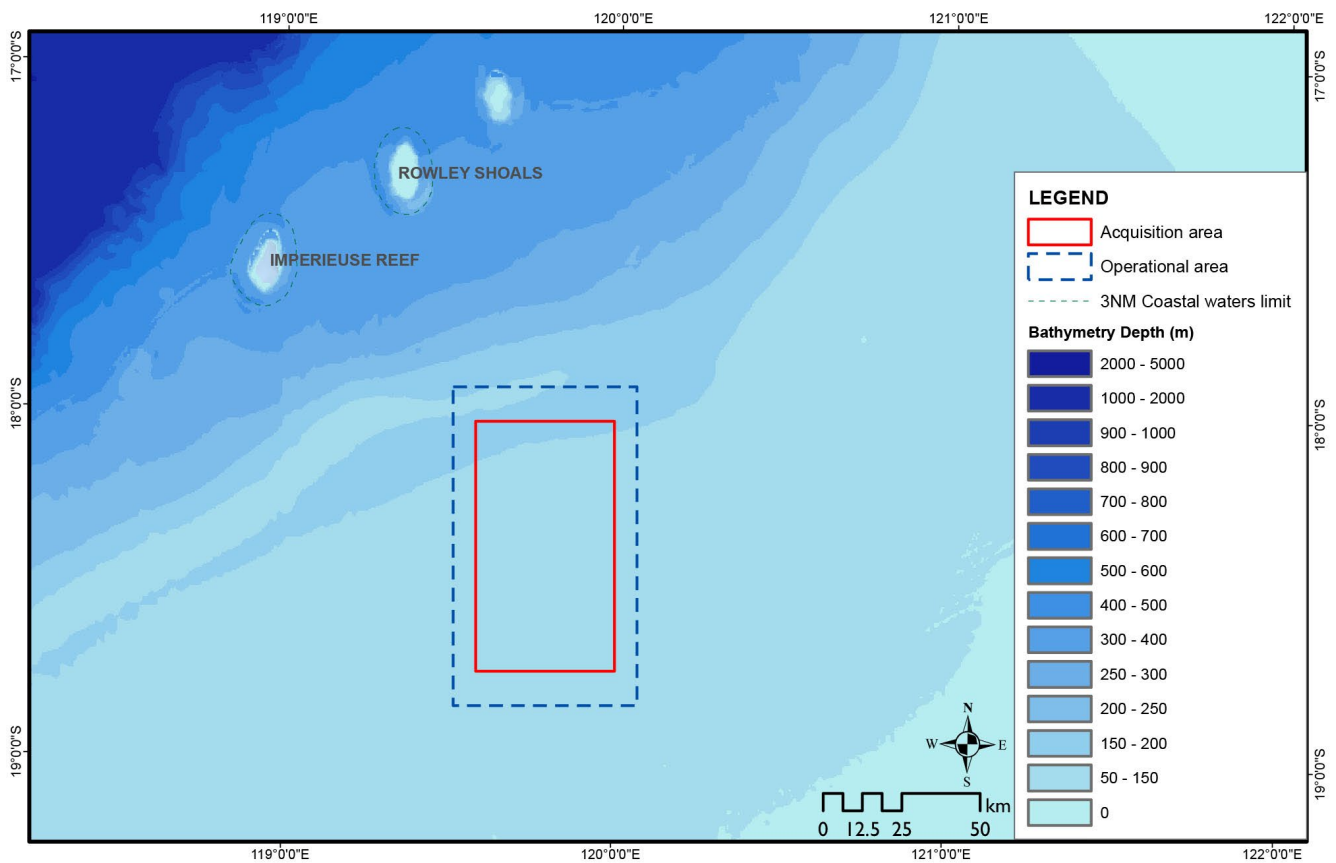 119°0'0"E 120°0'0"E 121°0'0"E 122°0'0"E
17°0'0"S
17°0'0"S
ROWLEY SHOALS
IMPERIEUSE REEF
LEGEND
Acquisition area
Operational area
3NM Coastal waters limit
Bathymetry Depth (m)
2000 - 5000
1000 - 2000
900 - 1000
800 - 900
700 - 800
600 - 700
500 - 600
400 - 500
300 - 400
250 - 300
200 - 250
150 - 200
50 - 150
0
18°0'0"S
18°0'0"S
19°0'0"S
19°0'0"S
N
W E
S
km
0 12.5 25 50
119°0'0"E 120°0'0"E 121°0'0"E 122°0'0"E